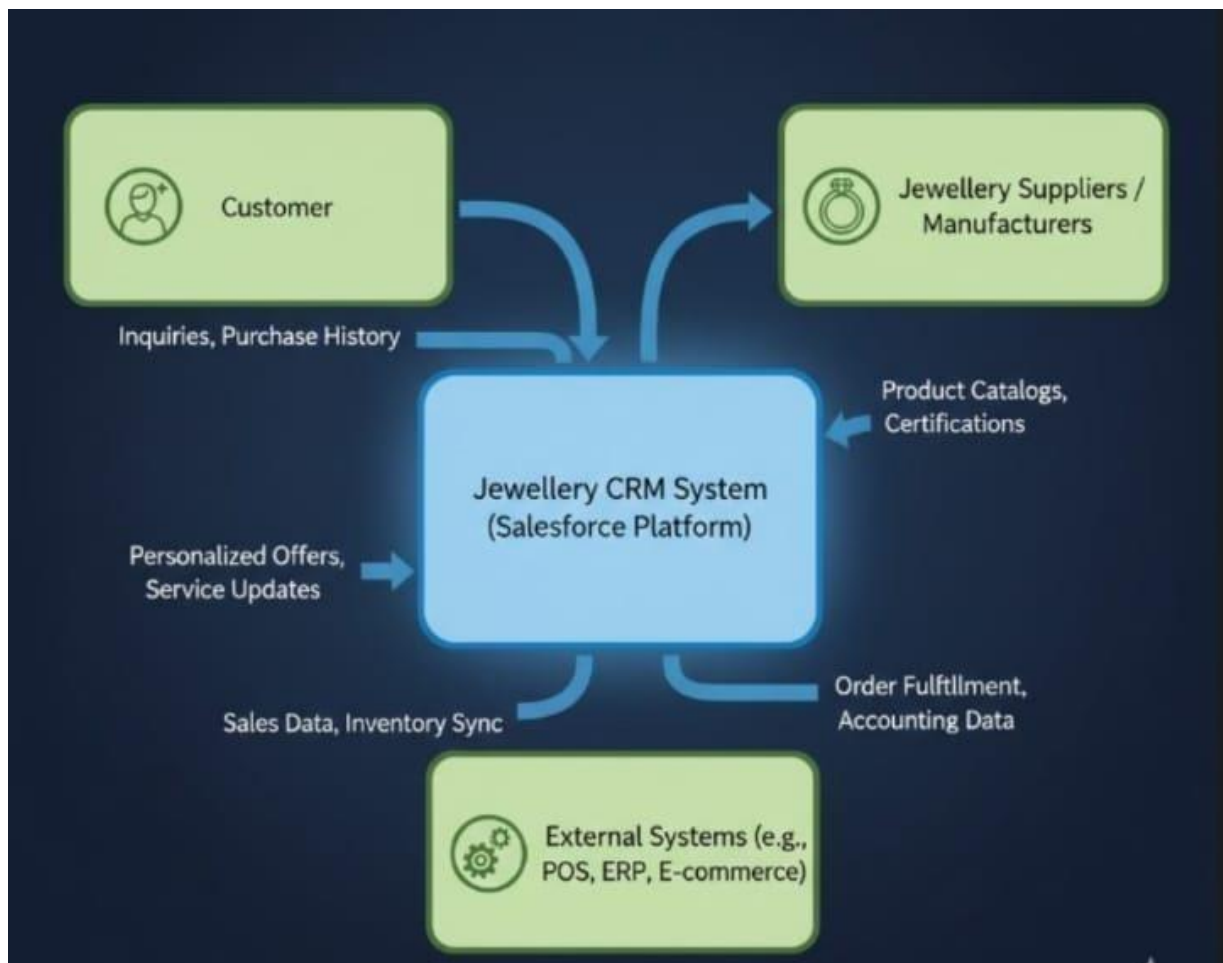 Customer
Jewellery Suppliers /
Manufacturers
Inquiries, Purchase History
Product Catalogs,
Certifications
Jewellery CRM System
(Salesforce Platform)
Personalized Offers,
Service Updates
Sales Data, Inventory Sync
Order Fulftllment,
Accounting Data
External Systems (e.g.,
POS, ERP, E-commerce)